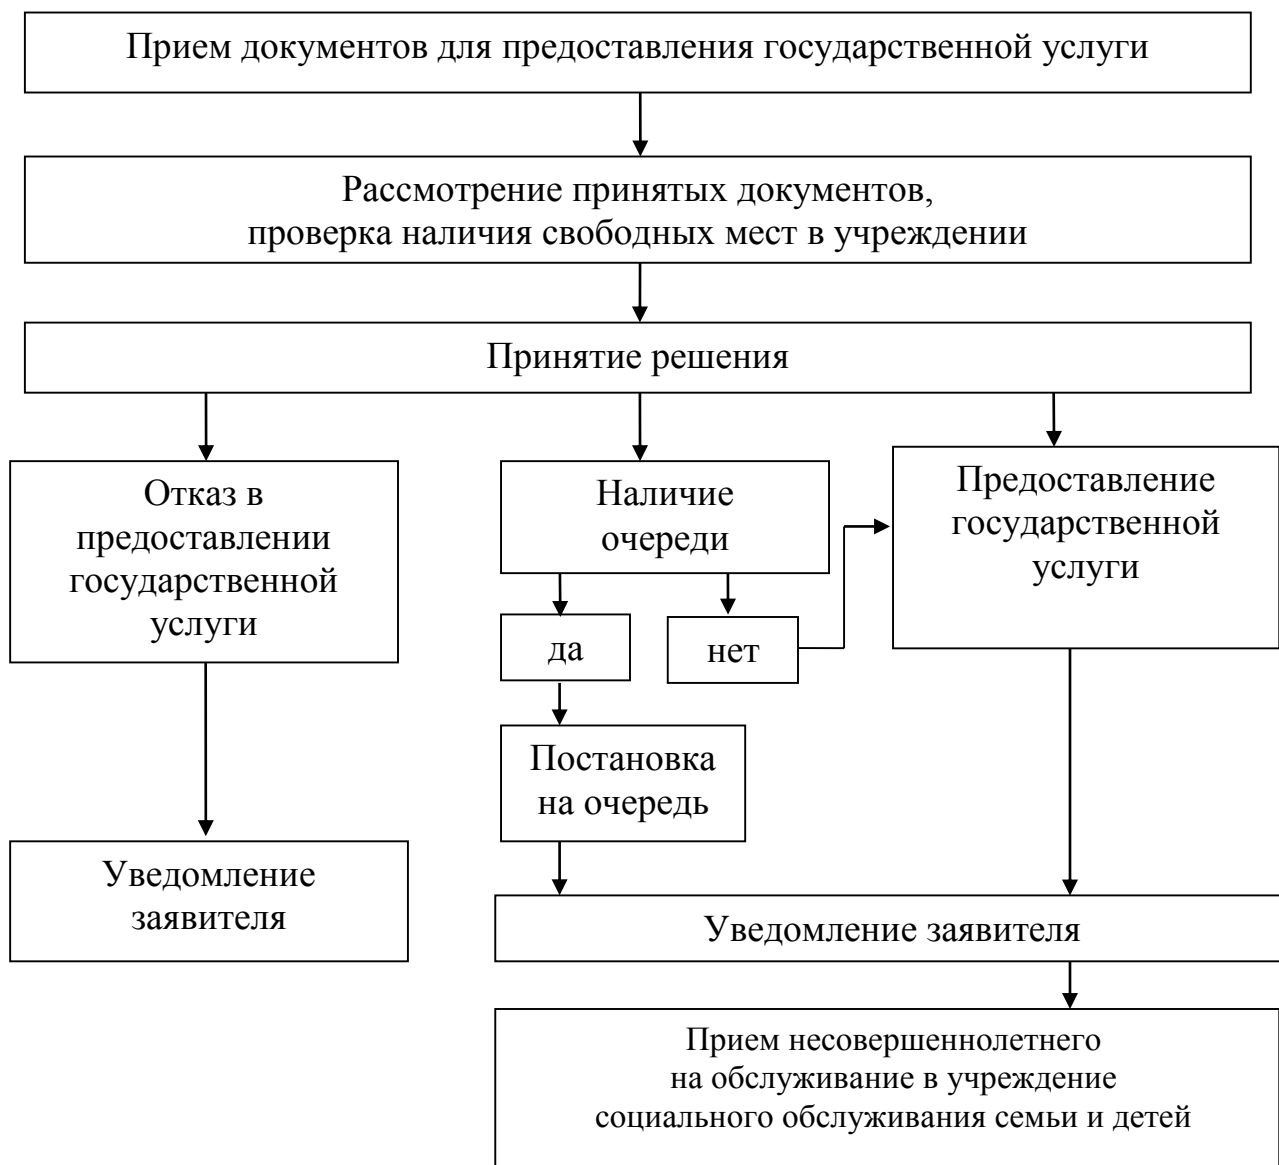 Прием документов для предоставления государственной услуги
Рассмотрение принятых документов,
проверка наличия свободных мест в учреждении
Принятие решения
Отказ в
предоставлении
государственной
услуги
Наличие
очереди
Предоставление
государственной
услуги
да
нет
Постановка
на очередь
Уведомление
заявителя
Уведомление заявителя
Прием несовершеннолетнего
на обслуживание в учреждение
социального обслуживания семьи и детей